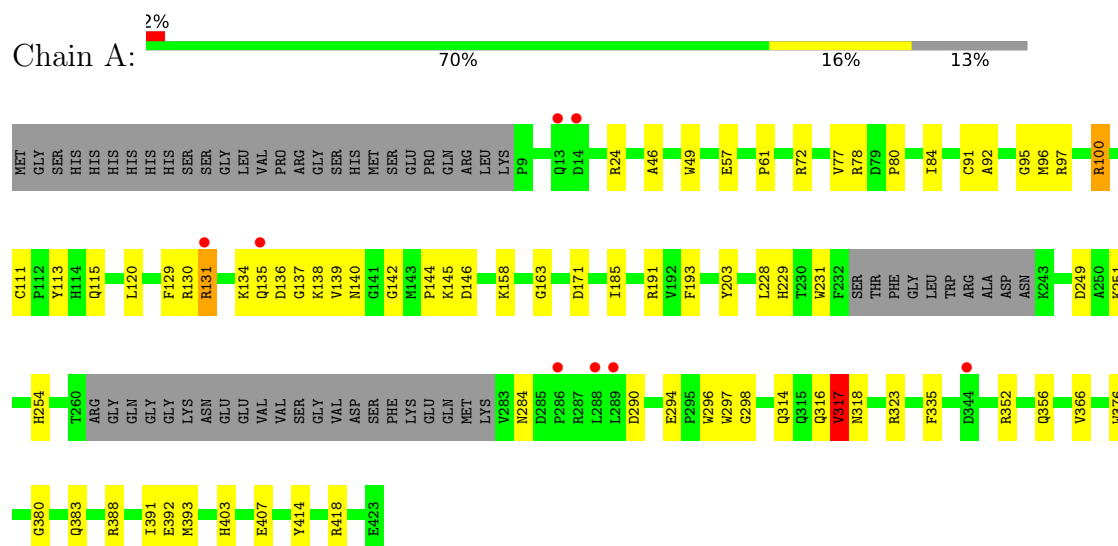 2%
Chain A:
70% 16% 13%
MET GLY SER HIS HIS HIS HIS HIS HIS SER SER GLY LEU VAL PRO ARG GLY SER HIS MET SER GLU PRO GLN ARG LEU LYS P9 Q13 D14 R24 A46 W49 E57 P61 R72 V77 R78 D79 P80 I84 C91 A92 G95 M96 R97 R100
C111 P112 Y113 H114 Q115 L120 F129 R130 R131 K134 Q135 D136 G137 K138 V139 N140 G141 G142 M143 P144 K145 D146 K158 G163 D171 I185 R191 V192 F193 Y203 L228 H229 T230 W231 F232 SER THR PHE GLY LEU TRP ARG ALA ASP ASN K243 D249 A250 K251
H254 T260 ARG GLY GLN GLY GLY LYS ASN GLU GLU VAL VAL SER GLY VAL ASP SER PHE LYS GLU GLN MET LYS V283 N284 D285 P286 R287 L288 L289 D290 E294 P295 W296 W297 G298 Q314 Q315 Q316 V317 N318 R323 F335 D344 R352 Q356 V366 W376
G380 Q383 R388 I391 E392 M393 H403 E407 Y414 R418 E423